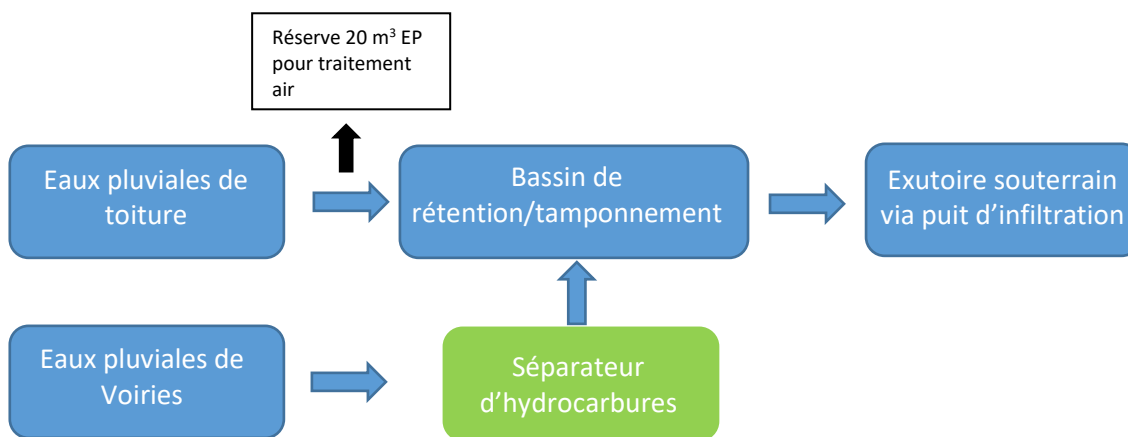 Réserve 20 m³ EP
pour traitement
air
Eaux pluviales de
toiture
Bassin de
rétention/tamponnement
Exutoire souterrain
via puit d’infiltration
Eaux pluviales de
Voiries
Séparateur
d’hydrocarbures